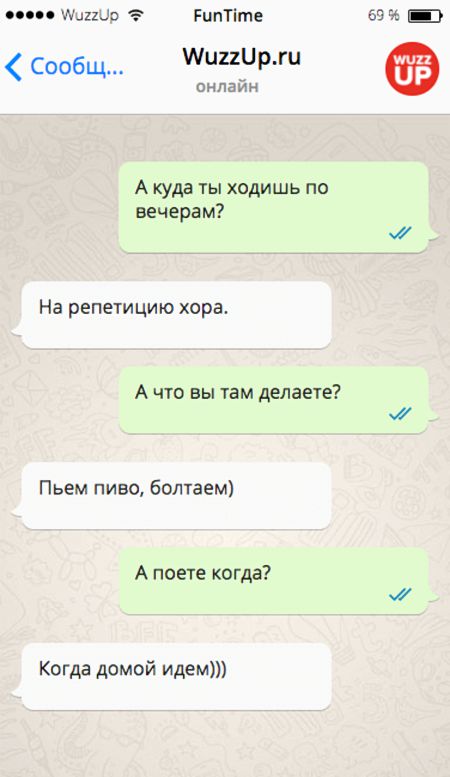 WuzzUp FunTime 69 %
Сообщ... WuzzUp.ru
онлайн
WUZZ
UP
А куда ты ходишь по
вечерам?
На репетицию хора.
А что вы там делаете?
Пьем пиво, болтаем)
А поете когда?
Когда домой идем)))